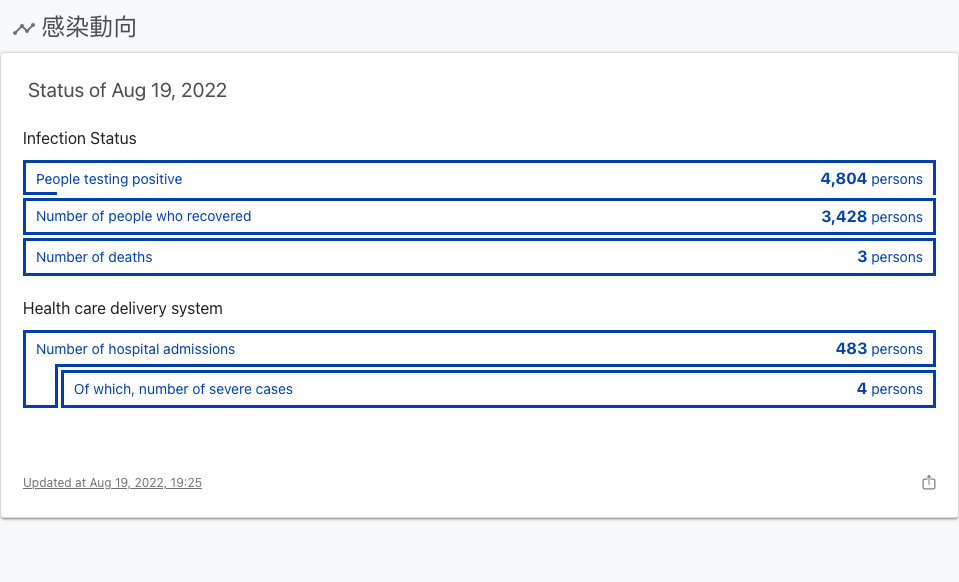 感染動向
Status of Aug 19, 2022
Infection Status
People testing positive 4,804 persons
Number of people who recovered 3,428 persons
Number of deaths 3 persons
Health care delivery system
Number of hospital admissions 483 persons
Of which, number of severe cases 4 persons
Updated at Aug 19, 2022, 19:25